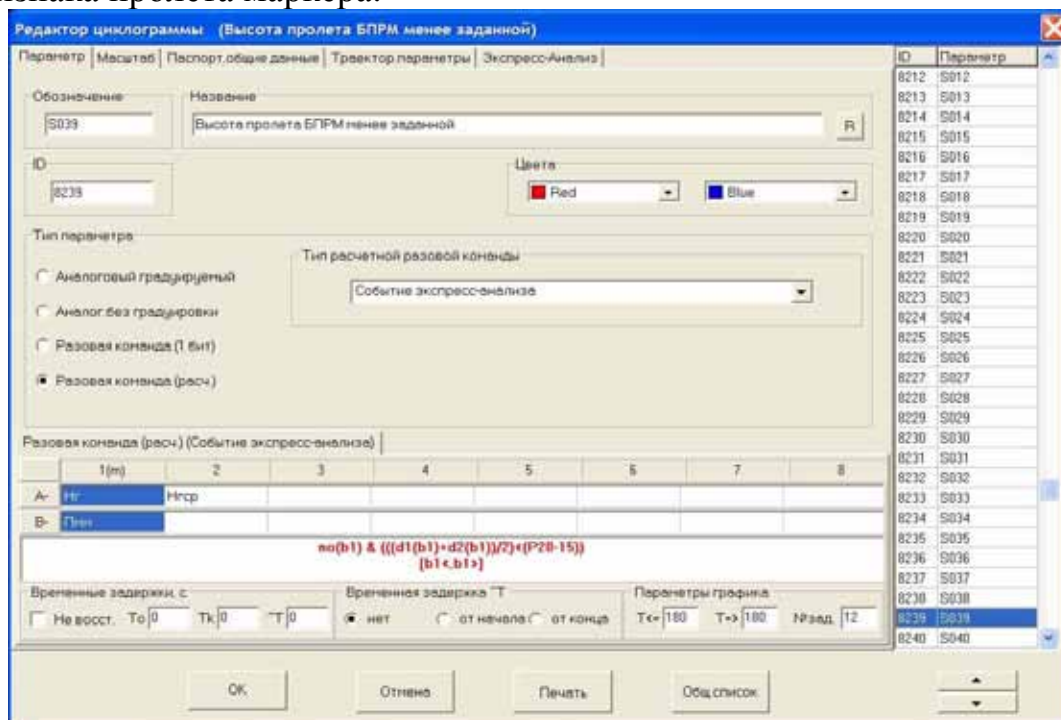 знака пролета маркера.
Редактор циклограммы (Высота пролета БПРМ менее заданной)
Параметр Масштаб Паспорт.общие данные Траектор.параметры Экспресс-Анализ
Обозначение Название
S039 Высота пролета БПРМ менее заданной R
ID Цвета
8239 Red Blue
Тип параметра
Тип расчетной разовой команды
Аналоговый градуируемый
Событие экспресс-анализа
Аналог.без градуировки
Разовая команда (1 бит)
Разовая команда (расч.)
Разовая команда (расч.) (Событие экспресс-анализа)
1(m) 2 3 4 5 6 7 8
A- Нг Нгср
B-
no(b1) & (((d1(b1)+d2(b1))/2)<(P28-15))
[b1<,b1>]
Временные задержки, с Временная задержка ^T Параметры графика
Не восст. To 0 Tk 0 ^T 0 нет от начала от конца T<= 180 T=> 180 №зад. 12
OK Отмена Печать Общ.список
ID Параметр
8212 S012
8213 S013
8214 S014
8215 S015
8216 S016
8217 S017
8218 S018
8219 S019
8220 S020
8221 S021
8222 S022
8223 S023
8224 S024
8225 S025
8226 S026
8227 S027
8228 S028
8229 S029
8230 S030
8231 S031
8232 S032
8233 S033
8234 S034
8235 S035
8236 S036
8237 S037
8238 S038
8239 S039
8240 S040